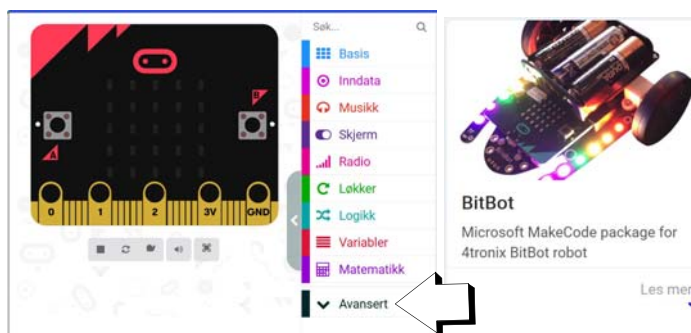 Søk...
Basis
Inndata
Musikk
Skjerm
Radio
Løkker
Logikk
Variabler
Matematikk
Avansert
A
B
0 1 2 3V GND
BitBot
Microsoft MakeCode package for
4tronix BitBot robot
Les mer